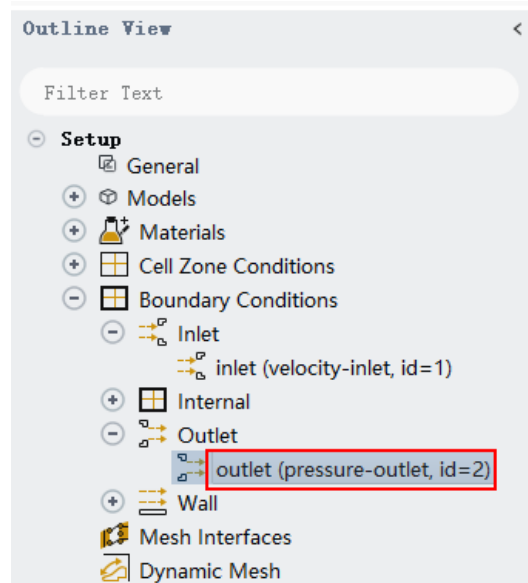 Outline View
Filter Text
Setup
General
Models
Materials
Cell Zone Conditions
Boundary Conditions
Inlet
inlet (velocity-inlet, id=1)
Internal
Outlet
outlet (pressure-outlet, id=2)
Wall
Mesh Interfaces
Dynamic Mesh